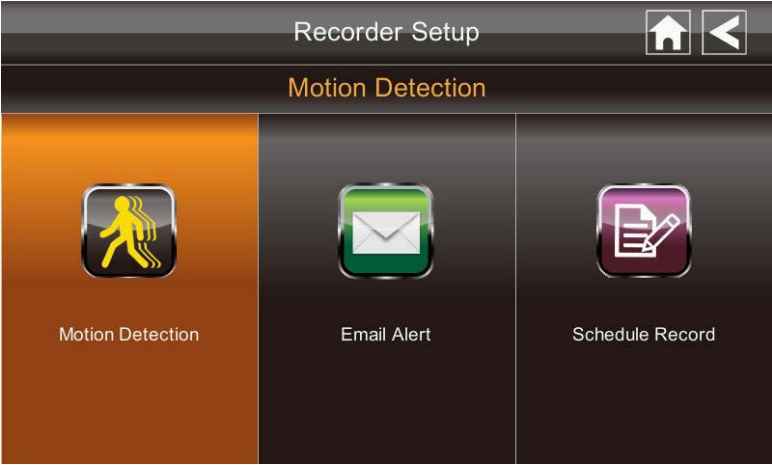 Recorder Setup
Motion Detection
Motion Detection
Email Alert
Schedule Record